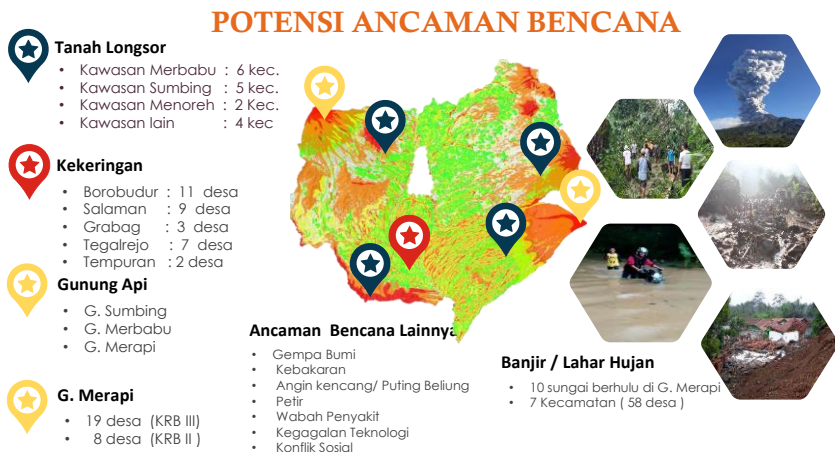 POTENSI ANCAMAN BENCANA
Tanah Longsor
• Kawasan Merbabu : 6 kec.
• Kawasan Sumbing : 5 kec.
• Kawasan Menoreh : 2 Kec.
• Kawasan lain : 4 kec
Kekeringan
• Borobudur : 11 desa
• Salaman : 9 desa
• Grabag : 3 desa
• Tegalrejo : 7 desa
• Tempuran : 2 desa
Gunung Api
• G. Sumbing
• G. Merbabu
• G. Merapi
G. Merapi
• 19 desa (KRB III)
• 8 desa (KRB II )
Ancaman Bencana Lainnya
• Gempa Bumi
• Kebakaran
• Angin kencang/ Puting Beliung
• Petir
• Wabah Penyakit
• Kegagalan Teknologi
• Konflik Sosial
Banjir / Lahar Hujan
• 10 sungai berhulu di G. Merapi
• 7 Kecamatan ( 58 desa )